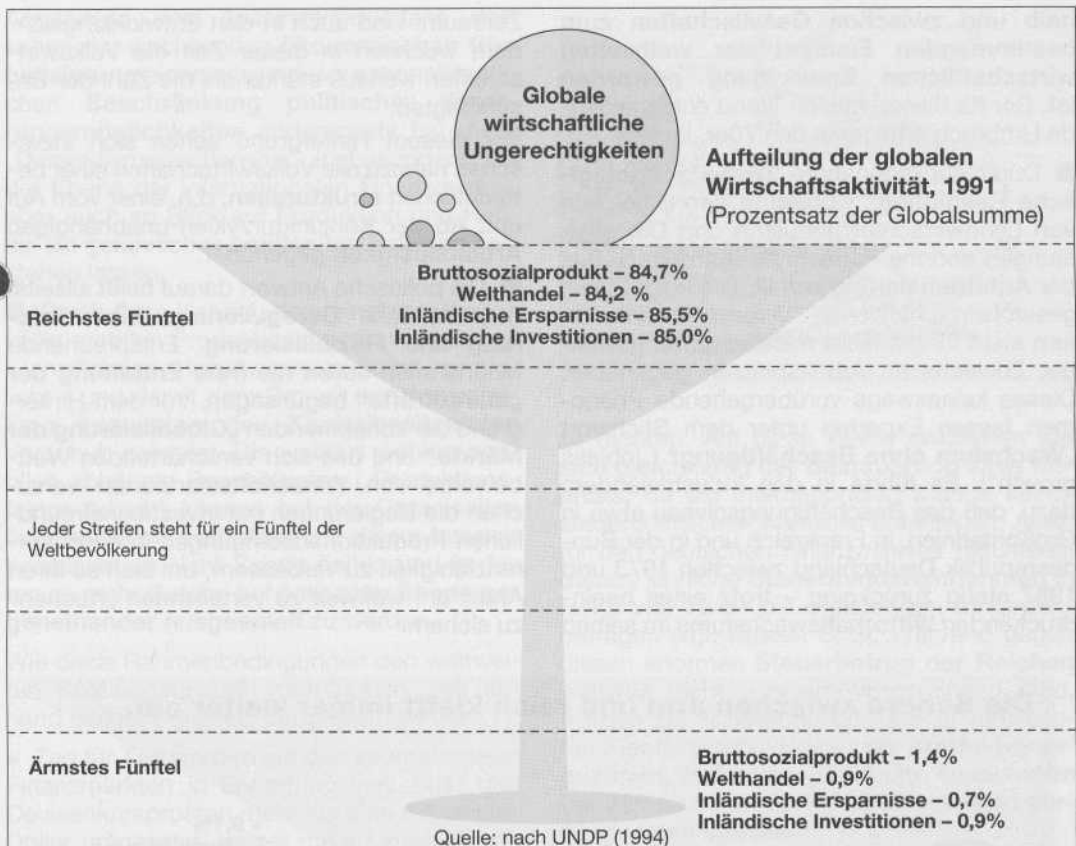 Globale
wirtschaftliche
Ungerechtigkeiten
Aufteilung der globalen
Wirtschaftsaktivität, 1991
(Prozentsatz der Globalsumme)
Bruttosozialprodukt – 84,7%
Welthandel – 84,2 %
Inländische Ersparnisse – 85,5%
Inländische Investitionen – 85,0%
Reichstes Fünftel
Jeder Streifen steht für ein Fünftel der
Weltbevölkerung
Ärmstes Fünftel
Bruttosozialprodukt – 1,4%
Welthandel – 0,9%
Inländische Ersparnisse – 0,7%
Inländische Investitionen – 0,9%
Quelle: nach UNDP (1994)